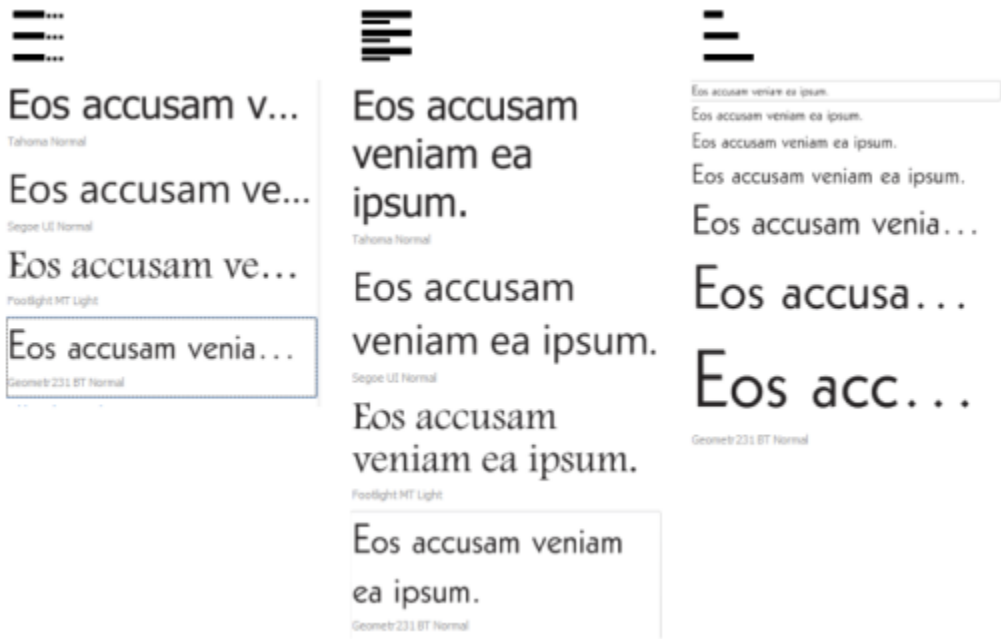 Eos accusam v...
Tahoma Normal
Eos accusam ve...
Segoe UI Normal
Eos accusam ve...
Footlight MT Light
Eos accusam venia...
Geometr231 BT Normal
Eos accusam
veniam ea
ipsum.
Tahoma Normal
Eos accusam
veniam ea ipsum.
Segoe UI Normal
Eos accusam
veniam ea ipsum.
Footlight MT Light
Eos accusam veniam
ea ipsum.
Geometr231 BT Normal
Eos accusam veniam ea ipsum.
Eos accusam veniam ea ipsum.
Eos accusam veniam ea ipsum.
Eos accusam veniam ea ipsum.
Eos accusam venia...
Eos accusa...
Eos acc...
Geometr231 BT Normal